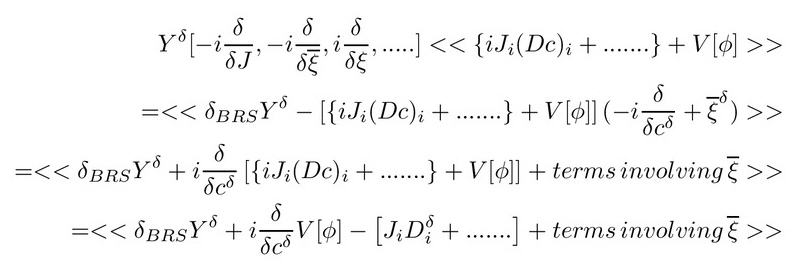 Y^δ[−i δ/δJ, −i δ/δξ̅, i δ/δξ, .....] << {iJ_i(Dc)_i + .......} + V[ϕ] >>
=<< δ_BRS Y^δ − [{iJ_i(Dc)_i + .......} + V[ϕ]] (−i δ/δc^δ + ξ̅^δ) >>
=<< δ_BRS Y^δ + i δ/δc^δ [{iJ_i(Dc)_i + .......} + V[ϕ]] + terms involving ξ̅ >>
=<< δ_BRS Y^δ + i δ/δc^δ V[ϕ] − [J_i D_i^δ + .......] + terms involving ξ̅ >>